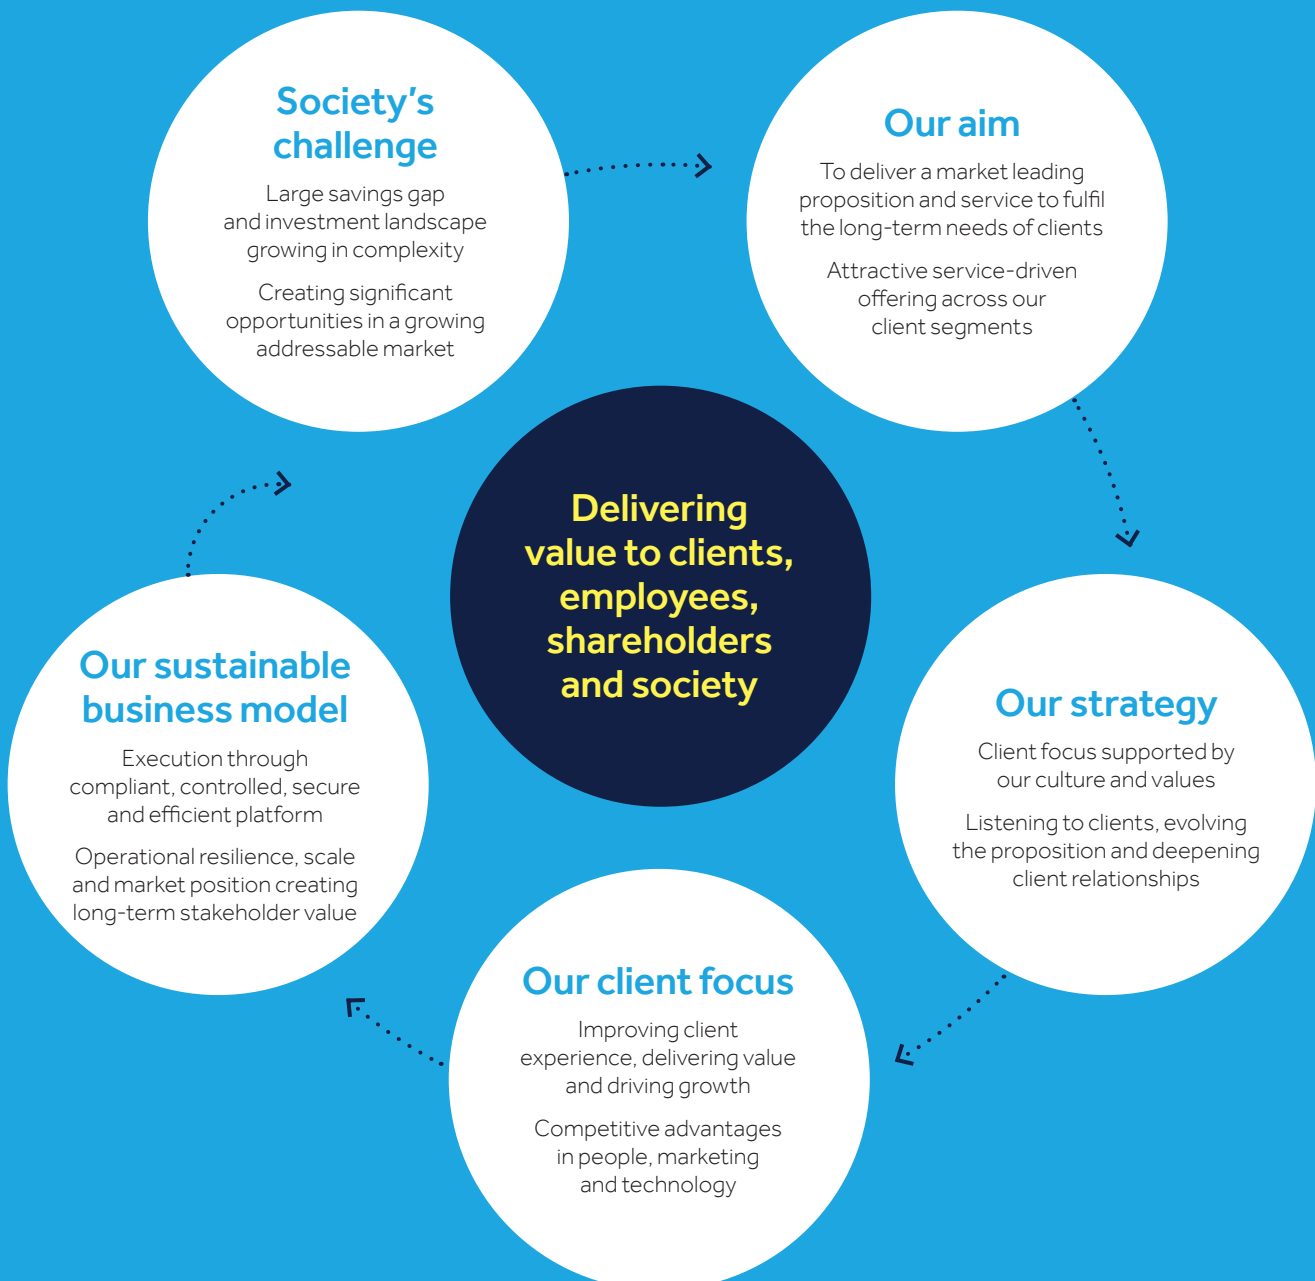 Society’s
challenge
Large savings gap
and investment landscape
growing in complexity
Creating significant
opportunities in a growing
addressable market
Our aim
To deliver a market leading
proposition and service to fulfil
the long-term needs of clients
Attractive service-driven
offering across our
client segments
Delivering
value to clients,
employees,
shareholders
and society
Our strategy
Client focus supported by
our culture and values
Listening to clients, evolving
the proposition and deepening
client relationships
Our client focus
Improving client
experience, delivering value
and driving growth
Competitive advantages
in people, marketing
and technology
Our sustainable
business model
Execution through
compliant, controlled, secure
and efficient platform
Operational resilience, scale
and market position creating
long-term stakeholder value